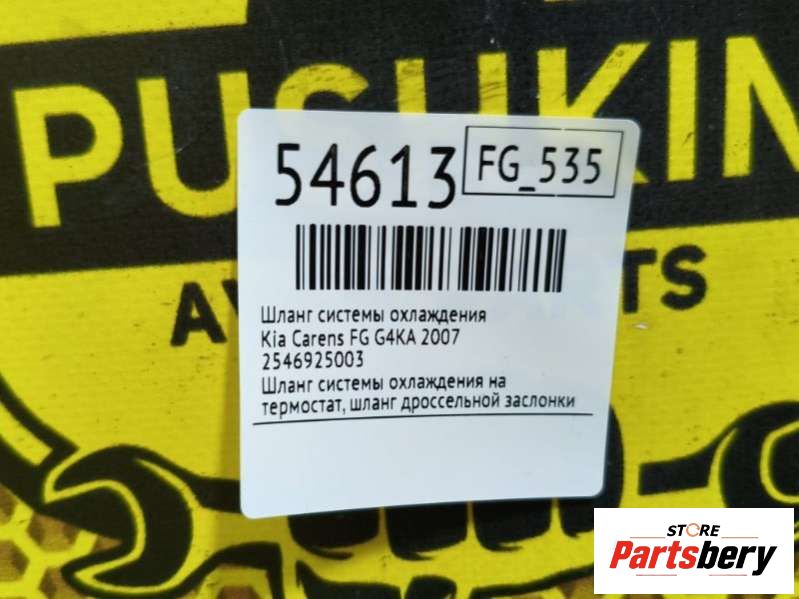 PUSHKIN
54613
FG_535
TS
Шланг системы охлаждения
Kia Carens FG G4KA 2007
2546925003
Шланг системы охлаждения на
термостат, шланг дроссельной заслонки
STORE
Partsbery